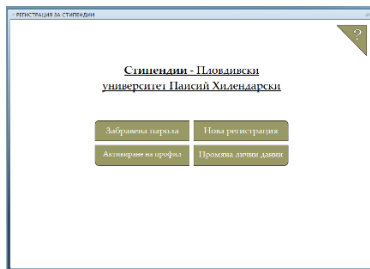 РЕГИСТРАЦИЯ ЗА СТИПЕНДИИ
?
Стипендии - Пловдивски
университет Паисий Хилендарски
Забравена парола
Нова регистрация
Активиране на профил
Промяна лични данни